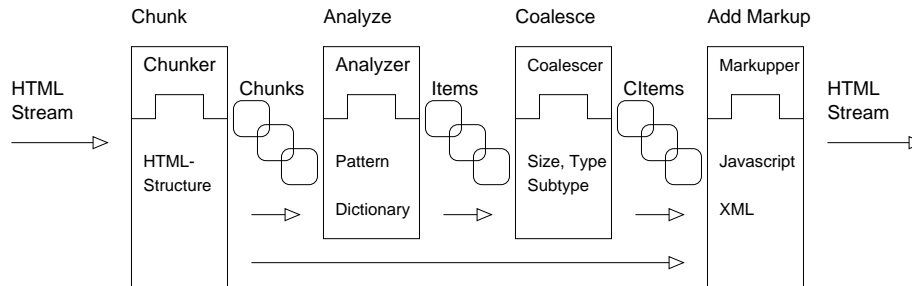 Chunk
Analyze
Coalesce
Add Markup
Chunker
Analyzer
Coalescer
Markupper
HTML
Stream
Chunks
Items
CItems
HTML
Stream
HTML-
Structure
Pattern
Dictionary
Size, Type
Subtype
Javascript
XML